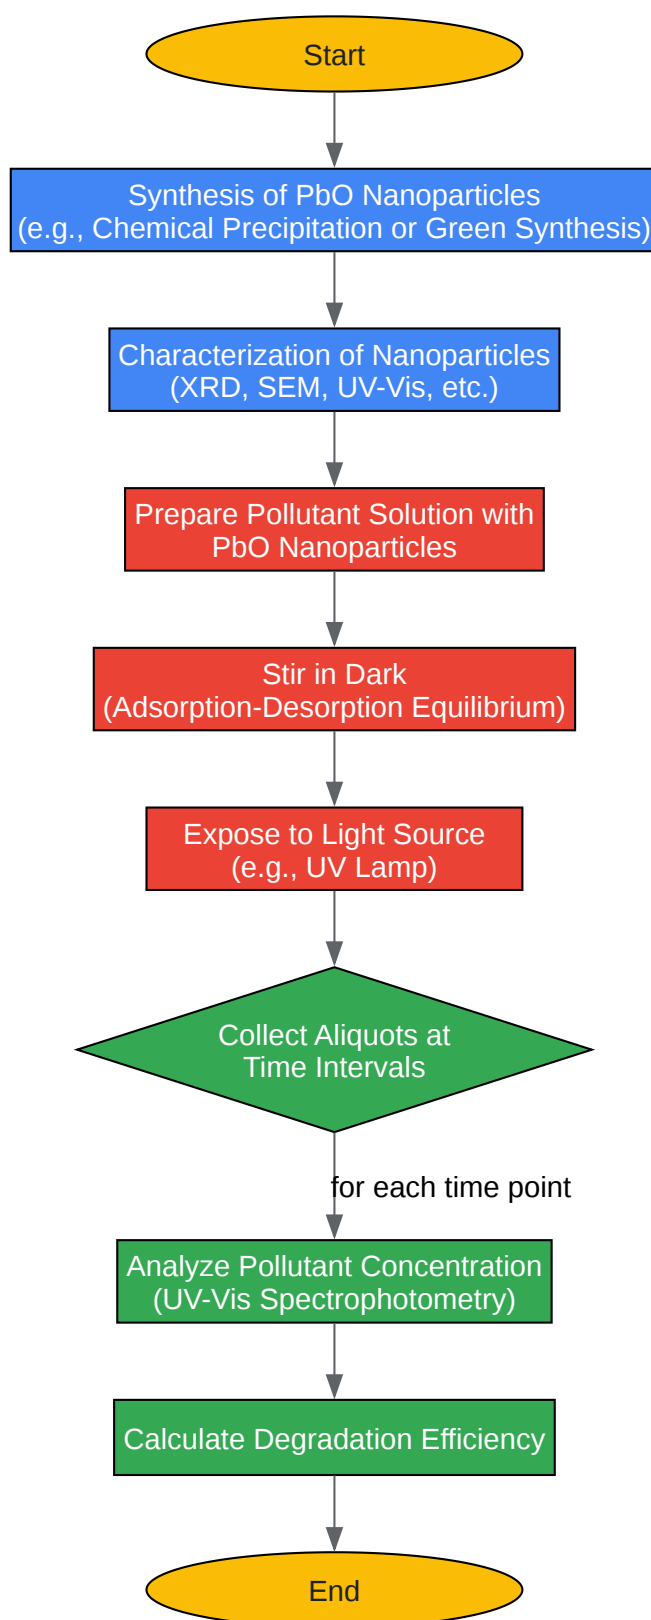 Start
Synthesis of PbO Nanoparticles
(e.g., Chemical Precipitation or Green Synthesis)
Characterization of Nanoparticles
(XRD, SEM, UV-Vis, etc.)
Prepare Pollutant Solution with
PbO Nanoparticles
Stir in Dark
(Adsorption-Desorption Equilibrium)
Expose to Light Source
(e.g., UV Lamp)
Collect Aliquots at
Time Intervals
for each time point
Analyze Pollutant Concentration
(UV-Vis Spectrophotometry)
Calculate Degradation Efficiency
End